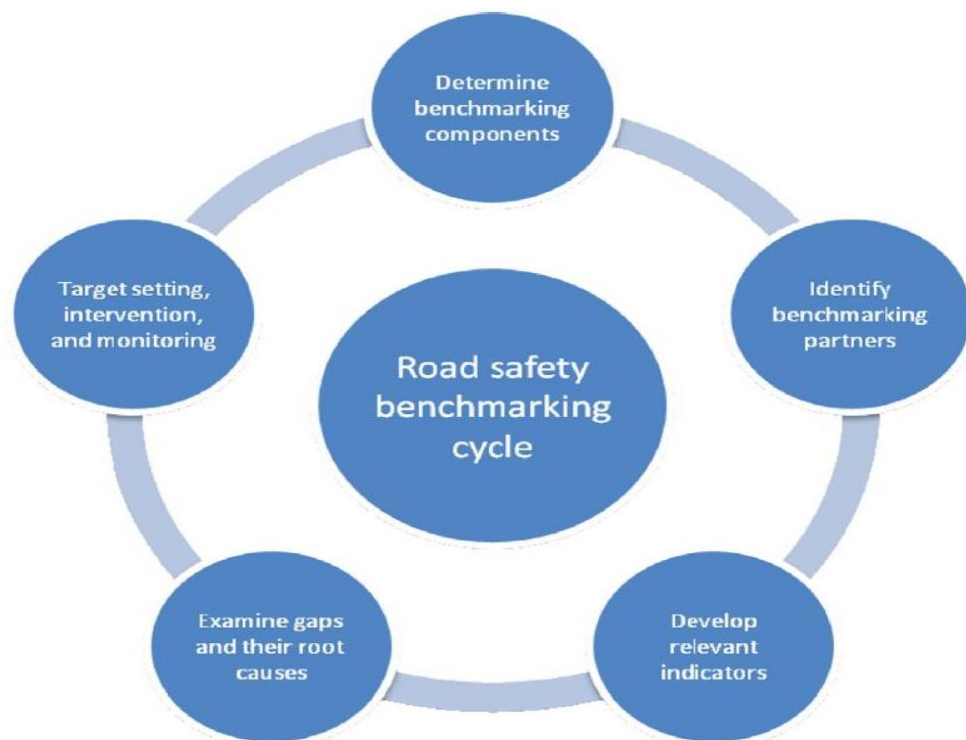 Determine
benchmarking
components
Identify
benchmarking
partners
Develop
relevant
indicators
Examine gaps
and their root
causes
Target setting,
intervention,
and monitoring
Road safety
benchmarking
cycle